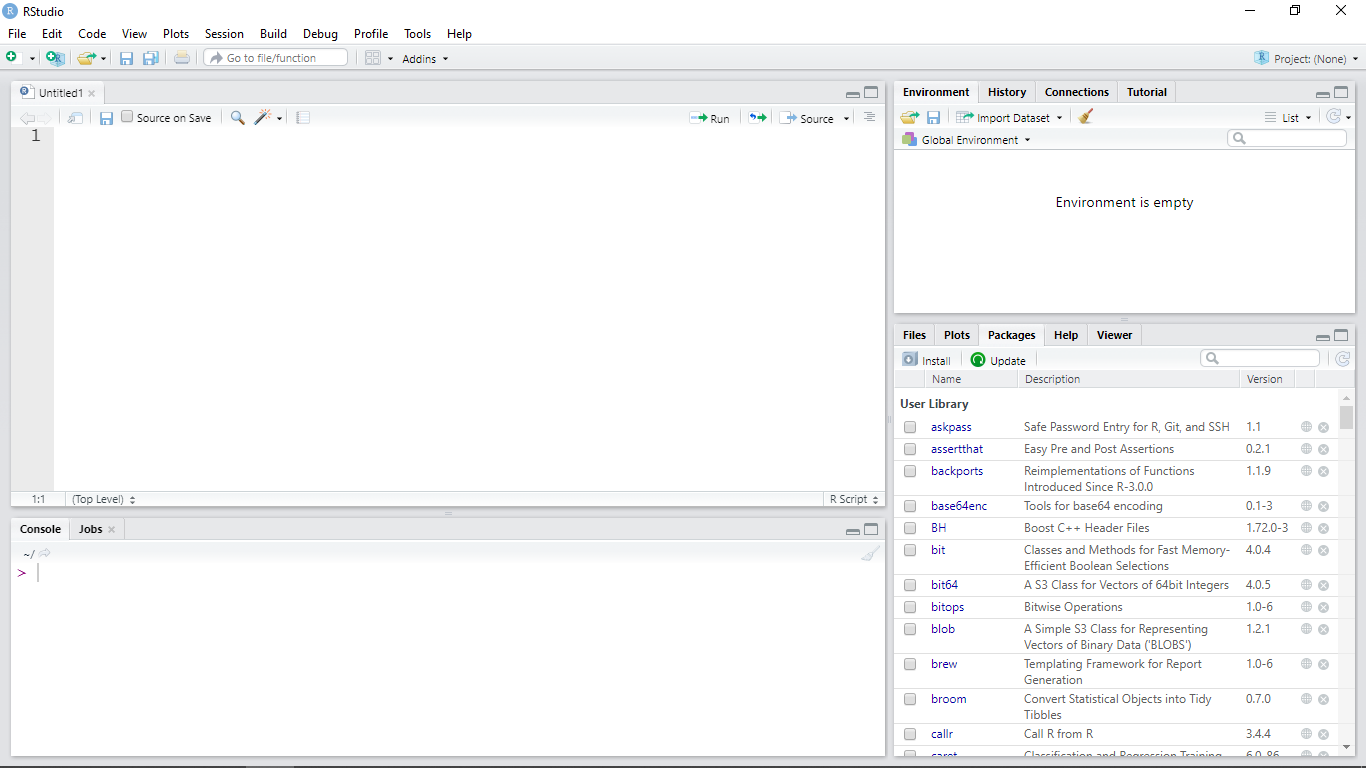 RStudio
File Edit Code View Plots Session Build Debug Profile Tools Help
Go to file/function Addins Project: (None)
Untitled1
Source on Save Run Source
1
1:1 (Top Level) R Script
Console Jobs
~/
>
Environment History Connections Tutorial
Import Dataset List
Global Environment
Environment is empty
Files Plots Packages Help Viewer
Install Update
Name Description Version
User Library
askpass Safe Password Entry for R, Git, and SSH 1.1
assertthat Easy Pre and Post Assertions 0.2.1
backports Reimplementations of Functions 1.1.9
Introduced Since R-3.0.0
base64enc Tools for base64 encoding 0.1-3
BH Boost C++ Header Files 1.72.0-3
bit Classes and Methods for Fast Memory- 4.0.4
Efficient Boolean Selections
bit64 A S3 Class for Vectors of 64bit Integers 4.0.5
bitops Bitwise Operations 1.0-6
blob A Simple S3 Class for Representing 1.2.1
Vectors of Binary Data ('BLOBS')
brew Templating Framework for Report 1.0-6
Generation
broom Convert Statistical Objects into Tidy 0.7.0
Tibbles
callr Call R from R 3.4.4
caret Classification and Regression Training 6.0-86